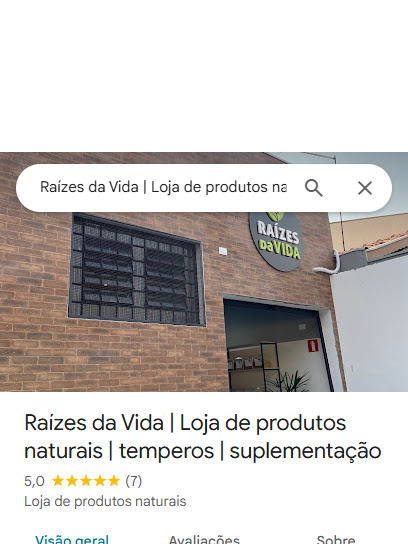 Raízes da Vida | Loja de produtos na
RAÍZES
DA VIDA
Raízes da Vida | Loja de produtos
naturais | temperos | suplementação
5,0 ★★★★★ (7)
Loja de produtos naturais
Visão geral
Avaliações
Sobre